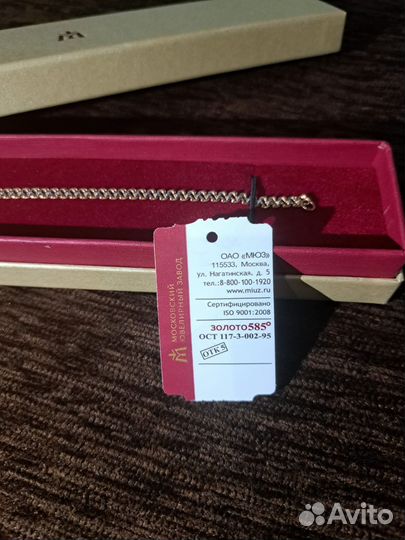 МОСКОВСКИЙ
ЮВЕЛИРНЫЙ ЗАВОД
ОАО «МЮЗ»
115533, Москва,
ул. Нагатинская, д. 5
тел.:8-800-100-1920
www.miuz.ru
Сертифицировано
ISO 9001:2008
золото585°
ОСТ 117-3-002-95
ОТК 5
Avito